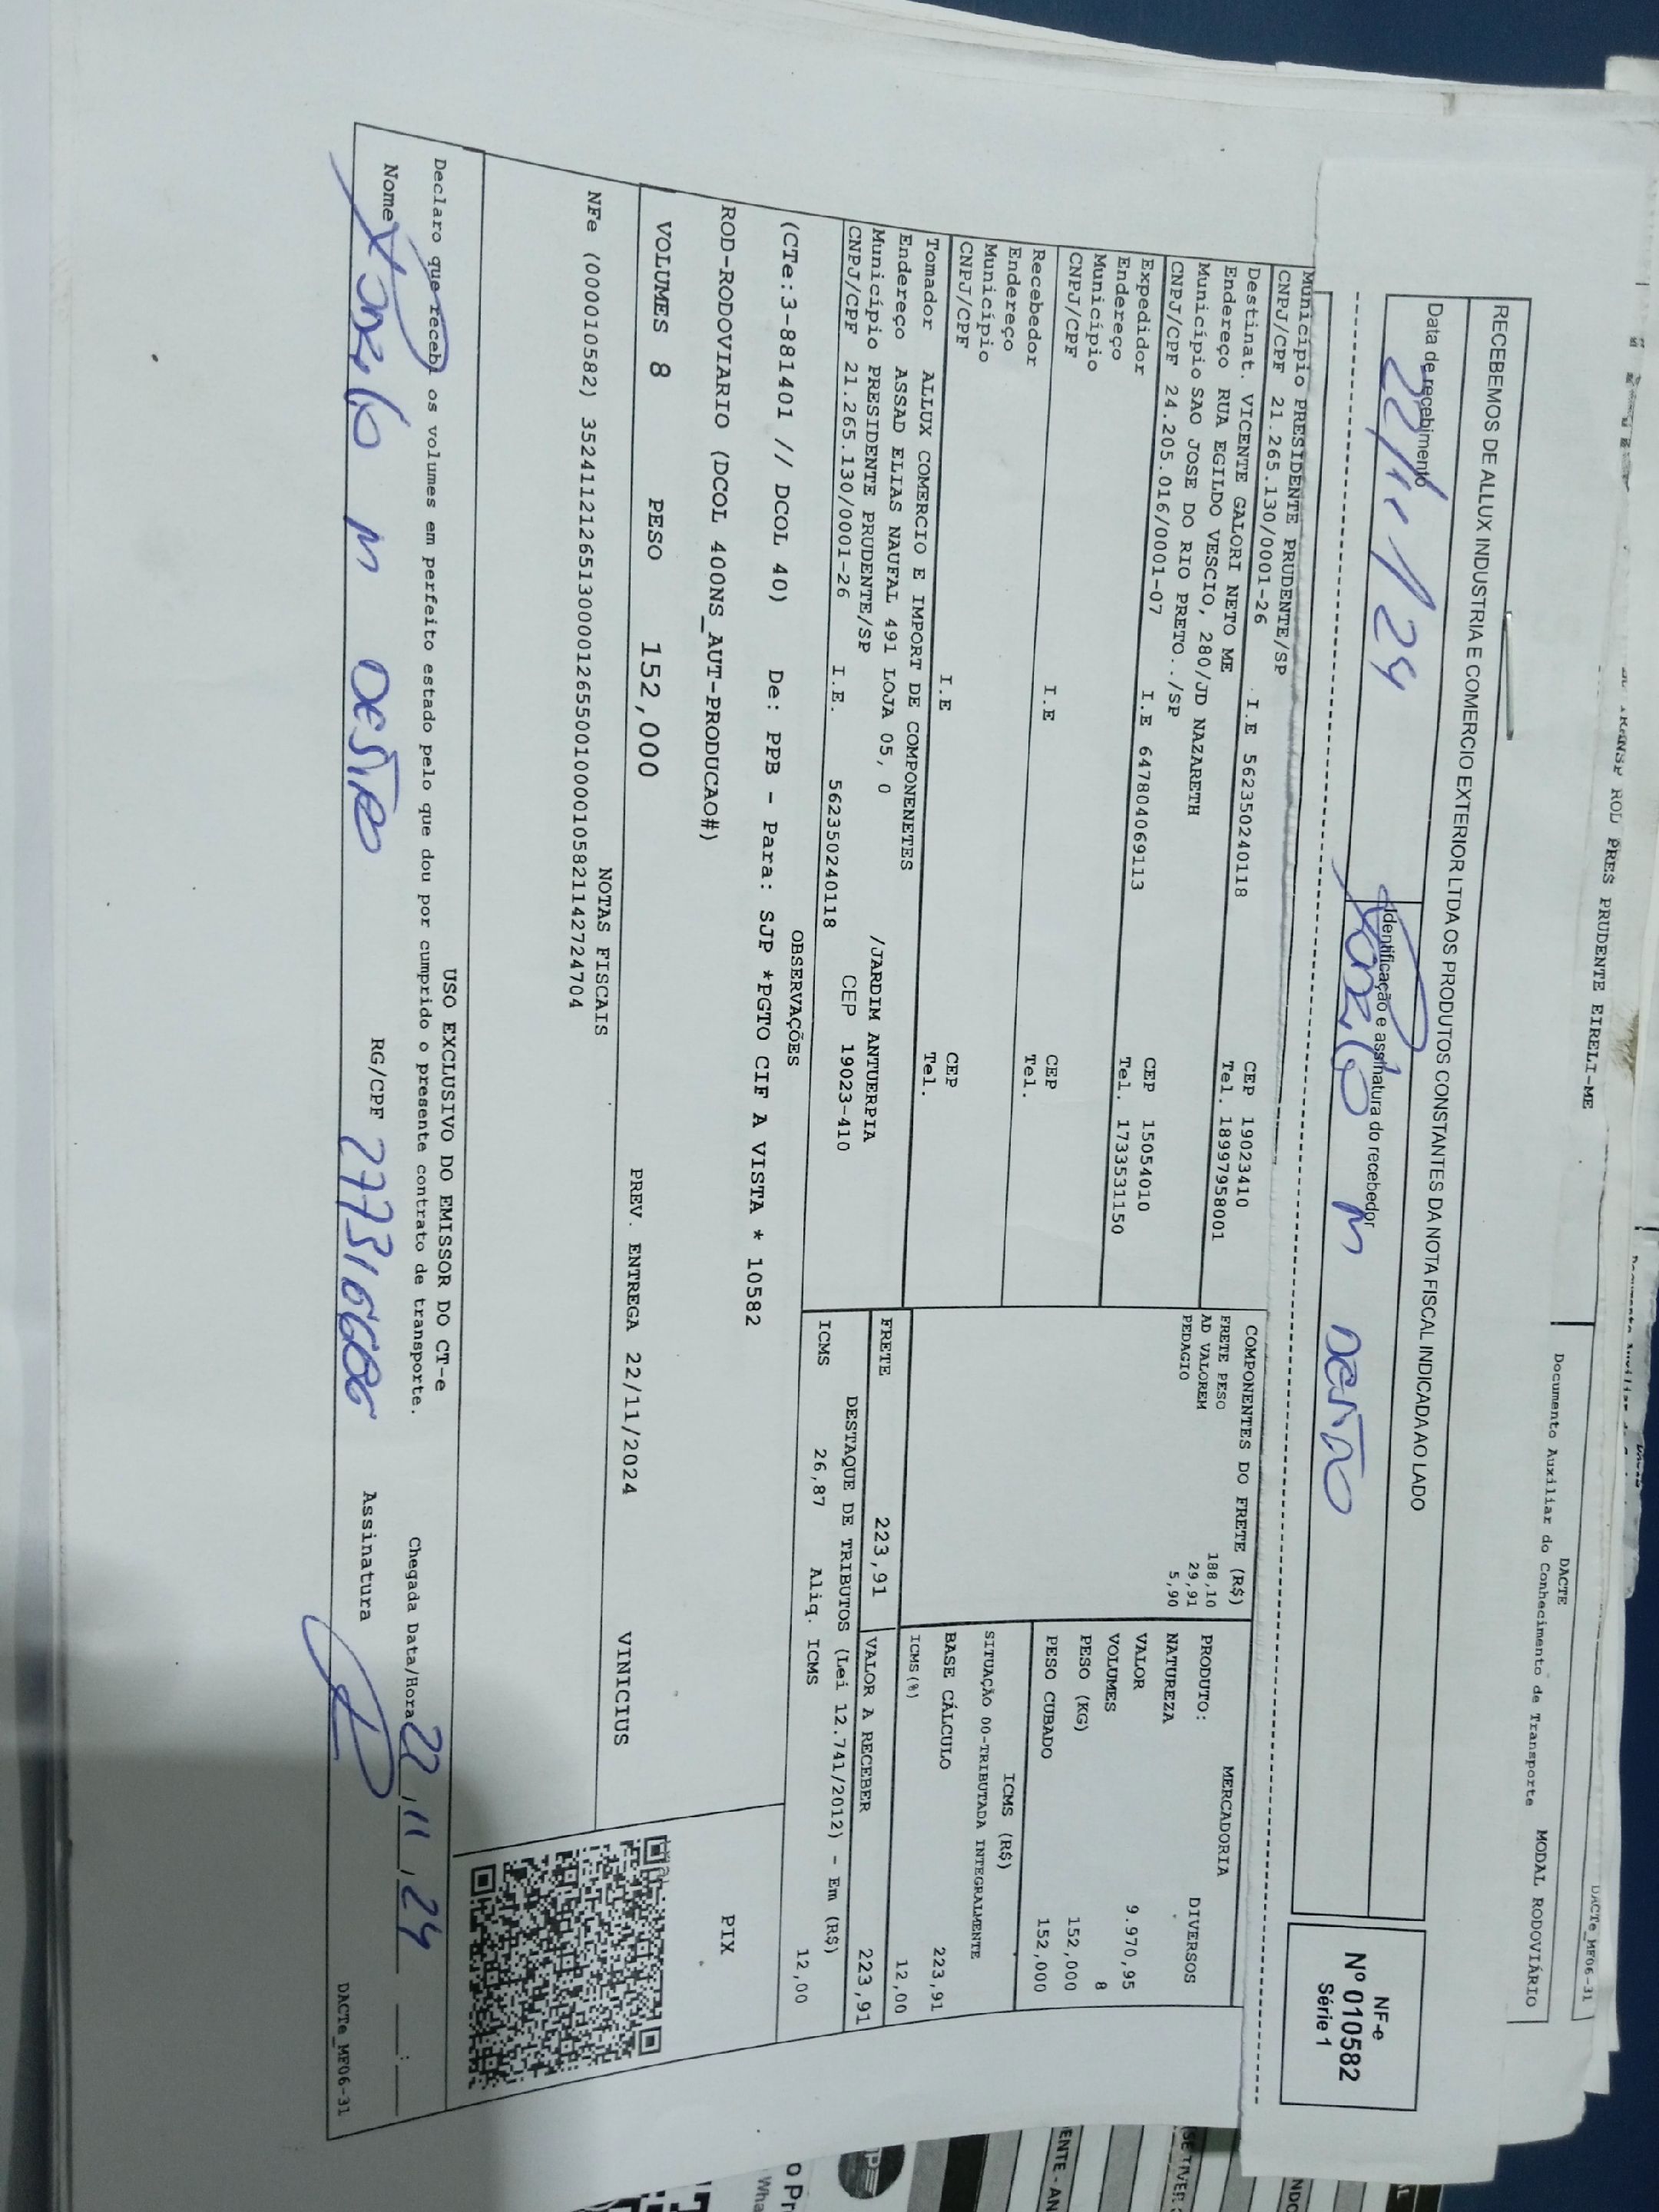 TRANSP ROD PRES PRUDENTE EIRELI-ME
DACTe_MF06-31
DACTE
Documento Auxiliar do Conhecimento de Transporte
MODAL RODOVIÁRIO
RECEBEMOS DE ALLUX INDUSTRIA E COMERCIO EXTERIOR LTDA OS PRODUTOS CONSTANTES DA NOTA FISCAL INDICADA AO LADO
Data de recebimento
22/11/24
Identificação e assinatura do recebedor
M DESTRO
NF-e
Nº 010582
Série 1
Município PRESIDENTE PRUDENTE/SP
CEP 19023410
CNPJ/CPF 21.265.130/0001-26 I.E 562350240118 Tel. 18997958001
Destinat. VICENTE GALORI NETO ME
Endereço RUA EGILDO VESCIO, 280/JD NAZARETH
Município SAO JOSE DO RIO PRETO../SP CEP 15054010
CNPJ/CPF 24.205.016/0001-07 I.E 647804069113 Tel. 1733531150
Expedidor
Endereço
Município CEP
CNPJ/CPF I.E Tel.
Recebedor
Endereço
Município CEP
CNPJ/CPF I.E Tel.
Tomador ALLUX COMERCIO E IMPORT DE COMPONENETES
Endereço ASSAD ELIAS NAUFAL 491 LOJA 05, 0 /JARDIM ANTUERPIA
Município PRESIDENTE PRUDENTE/SP CEP 19023-410
CNPJ/CPF 21.265.130/0001-26 I.E. 562350240118
COMPONENTES DO FRETE (R$)
FRETE PESO 188,10
AD VALOREM 29,91
PEDAGIO 5,90
MERCADORIA
PRODUTO: DIVERSOS
NATUREZA
VALOR 9.970,95
VOLUMES 8
PESO (KG) 152,000
PESO CUBADO 152,000
ICMS (R$)
SITUAÇÃO 00-TRIBUTADA INTEGRALMENTE
BASE CÁLCULO 223,91
ICMS(%) 12,00
FRETE 223,91
VALOR A RECEBER 223,91
DESTAQUE DE TRIBUTOS (Lei 12.741/2012) - Em (R$)
ICMS 26,87 Aliq. ICMS 12,00
OBSERVAÇÕES
(CTe:3-881401 // DCOL 40) De: PPB - Para: SJP *PGTO CIF A VISTA * 10582
ROD-RODOVIARIO (DCOL 400NS_AUT-PRODUCAO#)
PIX
VOLUMES 8 PESO 152,000 PREV. ENTREGA 22/11/2024 VINICIUS
NOTAS FISCAIS
NFe (000010582) 35241121265130000126550010000105821142724704
USO EXCLUSIVO DO EMISSOR DO CT-e
Declaro que recebi os volumes em perfeito estado pelo que dou por cumprido o presente contrato de transporte.
Chegada Data/Hora 22, 11, 24 :
Nome M DESTRO RG/CPF Assinatura
DACTe_MF06-31